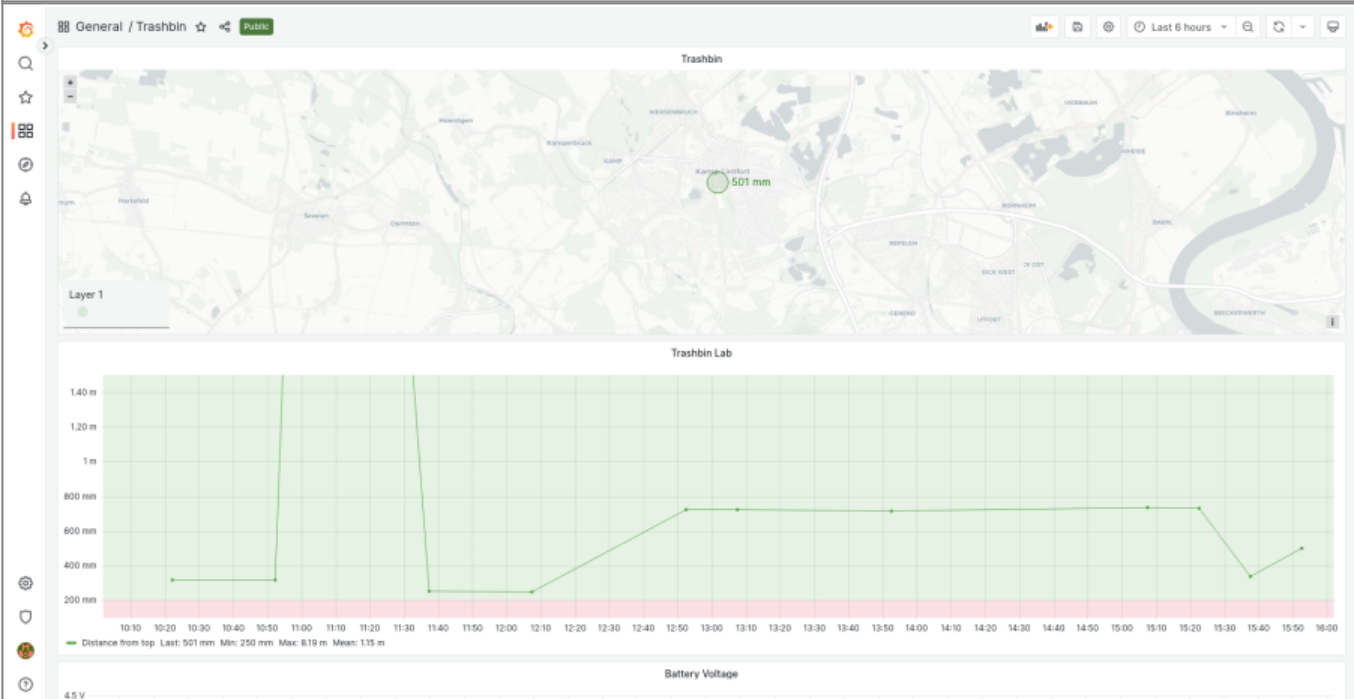 General / Trashbin Public Last 6 hours
Trashbin
+
-
NIERSENBRUCH
Hoerstgen
Kamperbrück
KAMP
Kamp-Lintfort
501 mm
Binsheim
Hartefeld
Sevelen
Oermten
BORNHEIM
BAERL
REPELEN
GENEND
UTFORT
BEECKERWERTH
Layer 1
i
Trashbin Lab
1.40 m
1.20 m
1 m
800 mm
600 mm
400 mm
200 mm
10:10 10:20 10:30 10:40 10:50 11:00 11:10 11:20 11:30 11:40 11:50 12:00 12:10 12:20 12:30 12:40 12:50 13:00 13:10 13:20 13:30 13:40 13:50 14:00 14:10 14:20 14:30 14:40 14:50 15:00 15:10 15:20 15:30 15:40 15:50 16:00
Distance from top Last: 501 mm Min: 250 mm Max: 8.19 m Mean: 1.15 m
Battery Voltage
4.5 V